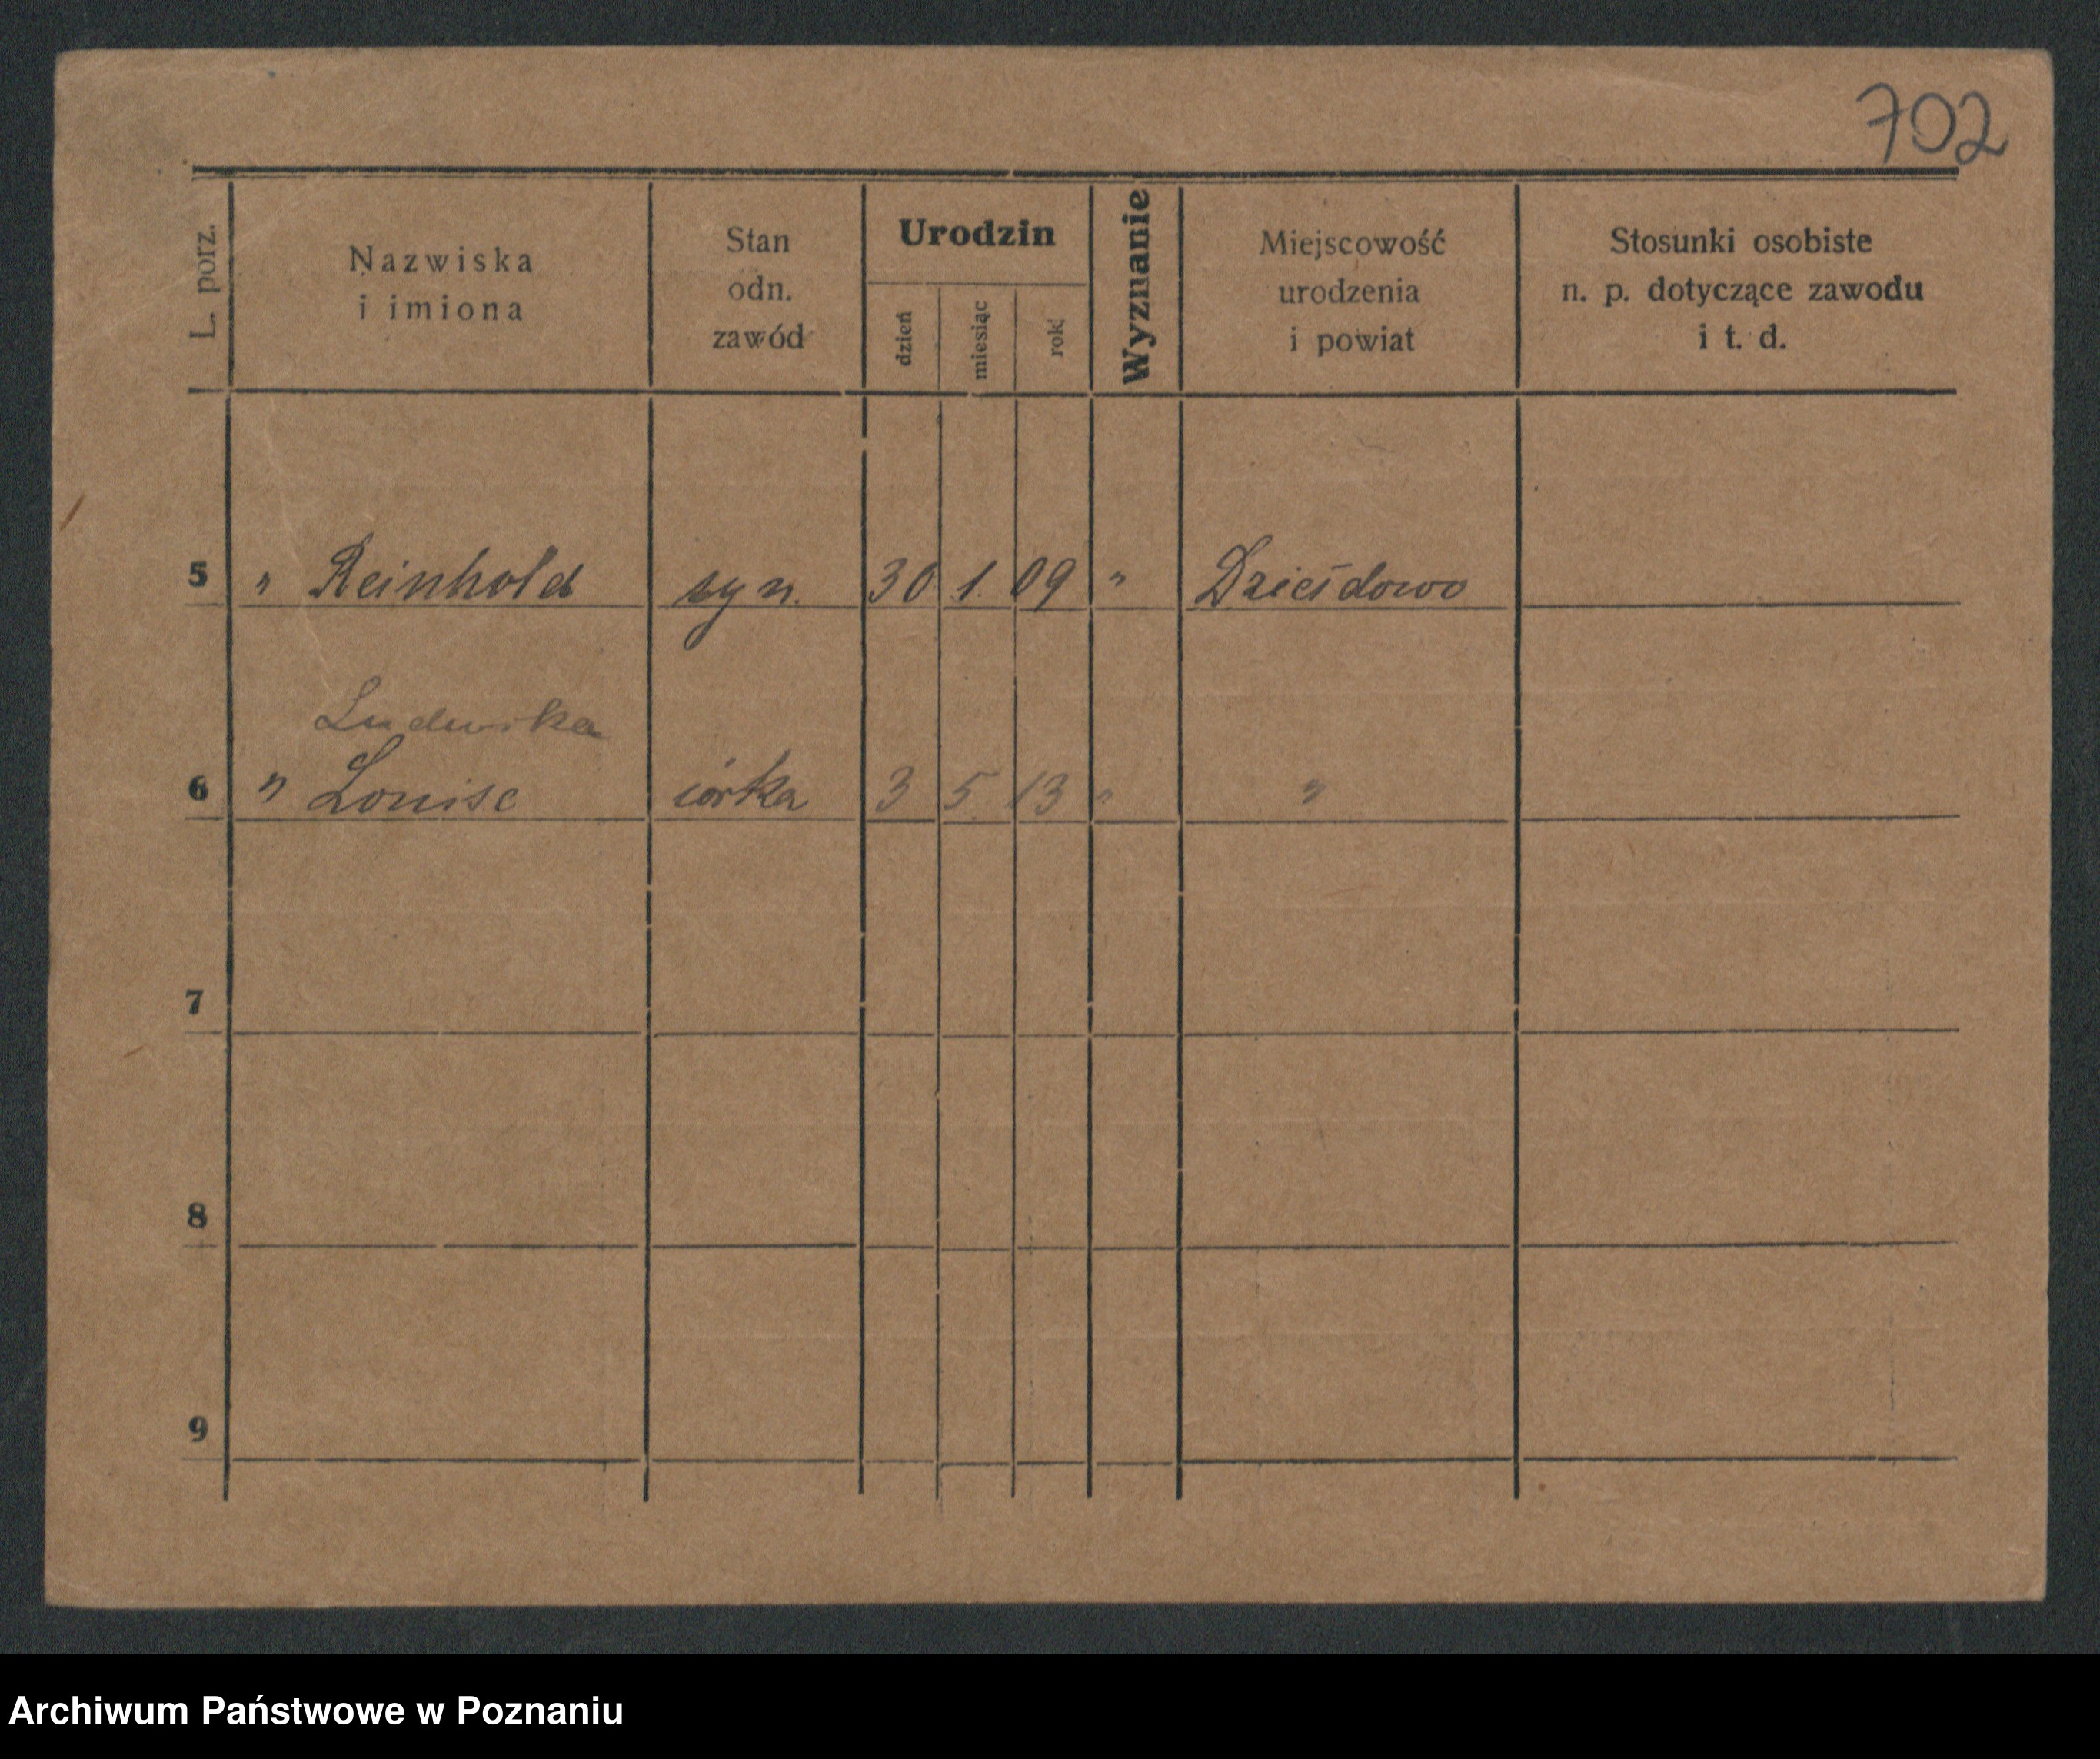 702
L. porz.
Nazwiska
i imiona
Stan
odn.
zawód
Urodzin
dzień
miesiąc
rok
Wyznanie
Miejscowość
urodzenia
i powiat
Stosunki osobiste
n. p. dotyczące zawodu
i t. d.
5 " Reinhold syn. 30 1. 09 "
Ludwika
6 " Louise córka 3 5 13 " "
7
8
9
Archiwum Państwowe w Poznaniu